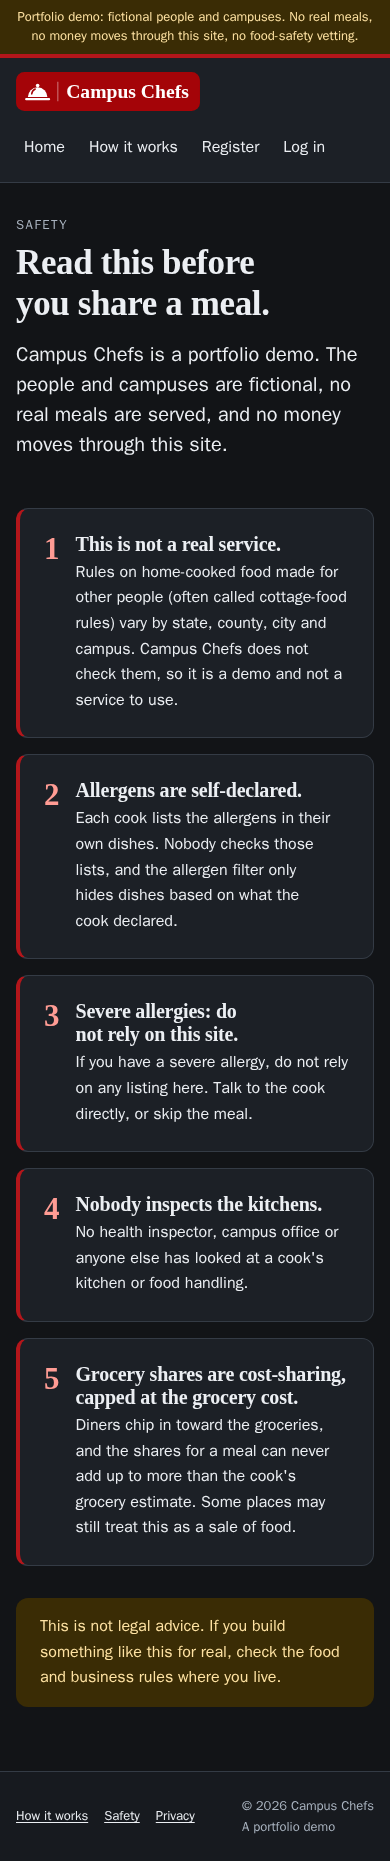 Portfolio demo: fictional people and campuses. No real meals,
no money moves through this site, no food-safety vetting.
Campus Chefs
Home How it works Register Log in
SAFETY
Read this before
you share a meal.
Campus Chefs is a portfolio demo. The
people and campuses are fictional, no
real meals are served, and no money
moves through this site.
1 This is not a real service.
Rules on home-cooked food made for
other people (often called cottage-food
rules) vary by state, county, city and
campus. Campus Chefs does not
check them, so it is a demo and not a
service to use.
2 Allergens are self-declared.
Each cook lists the allergens in their
own dishes. Nobody checks those
lists, and the allergen filter only
hides dishes based on what the
cook declared.
3 Severe allergies: do
not rely on this site.
If you have a severe allergy, do not rely
on any listing here. Talk to the cook
directly, or skip the meal.
4 Nobody inspects the kitchens.
No health inspector, campus office or
anyone else has looked at a cook's
kitchen or food handling.
5 Grocery shares are cost-sharing,
capped at the grocery cost.
Diners chip in toward the groceries,
and the shares for a meal can never
add up to more than the cook's
grocery estimate. Some places may
still treat this as a sale of food.
This is not legal advice. If you build
something like this for real, check the food
and business rules where you live.
How it works Safety Privacy
© 2026 Campus Chefs
A portfolio demo